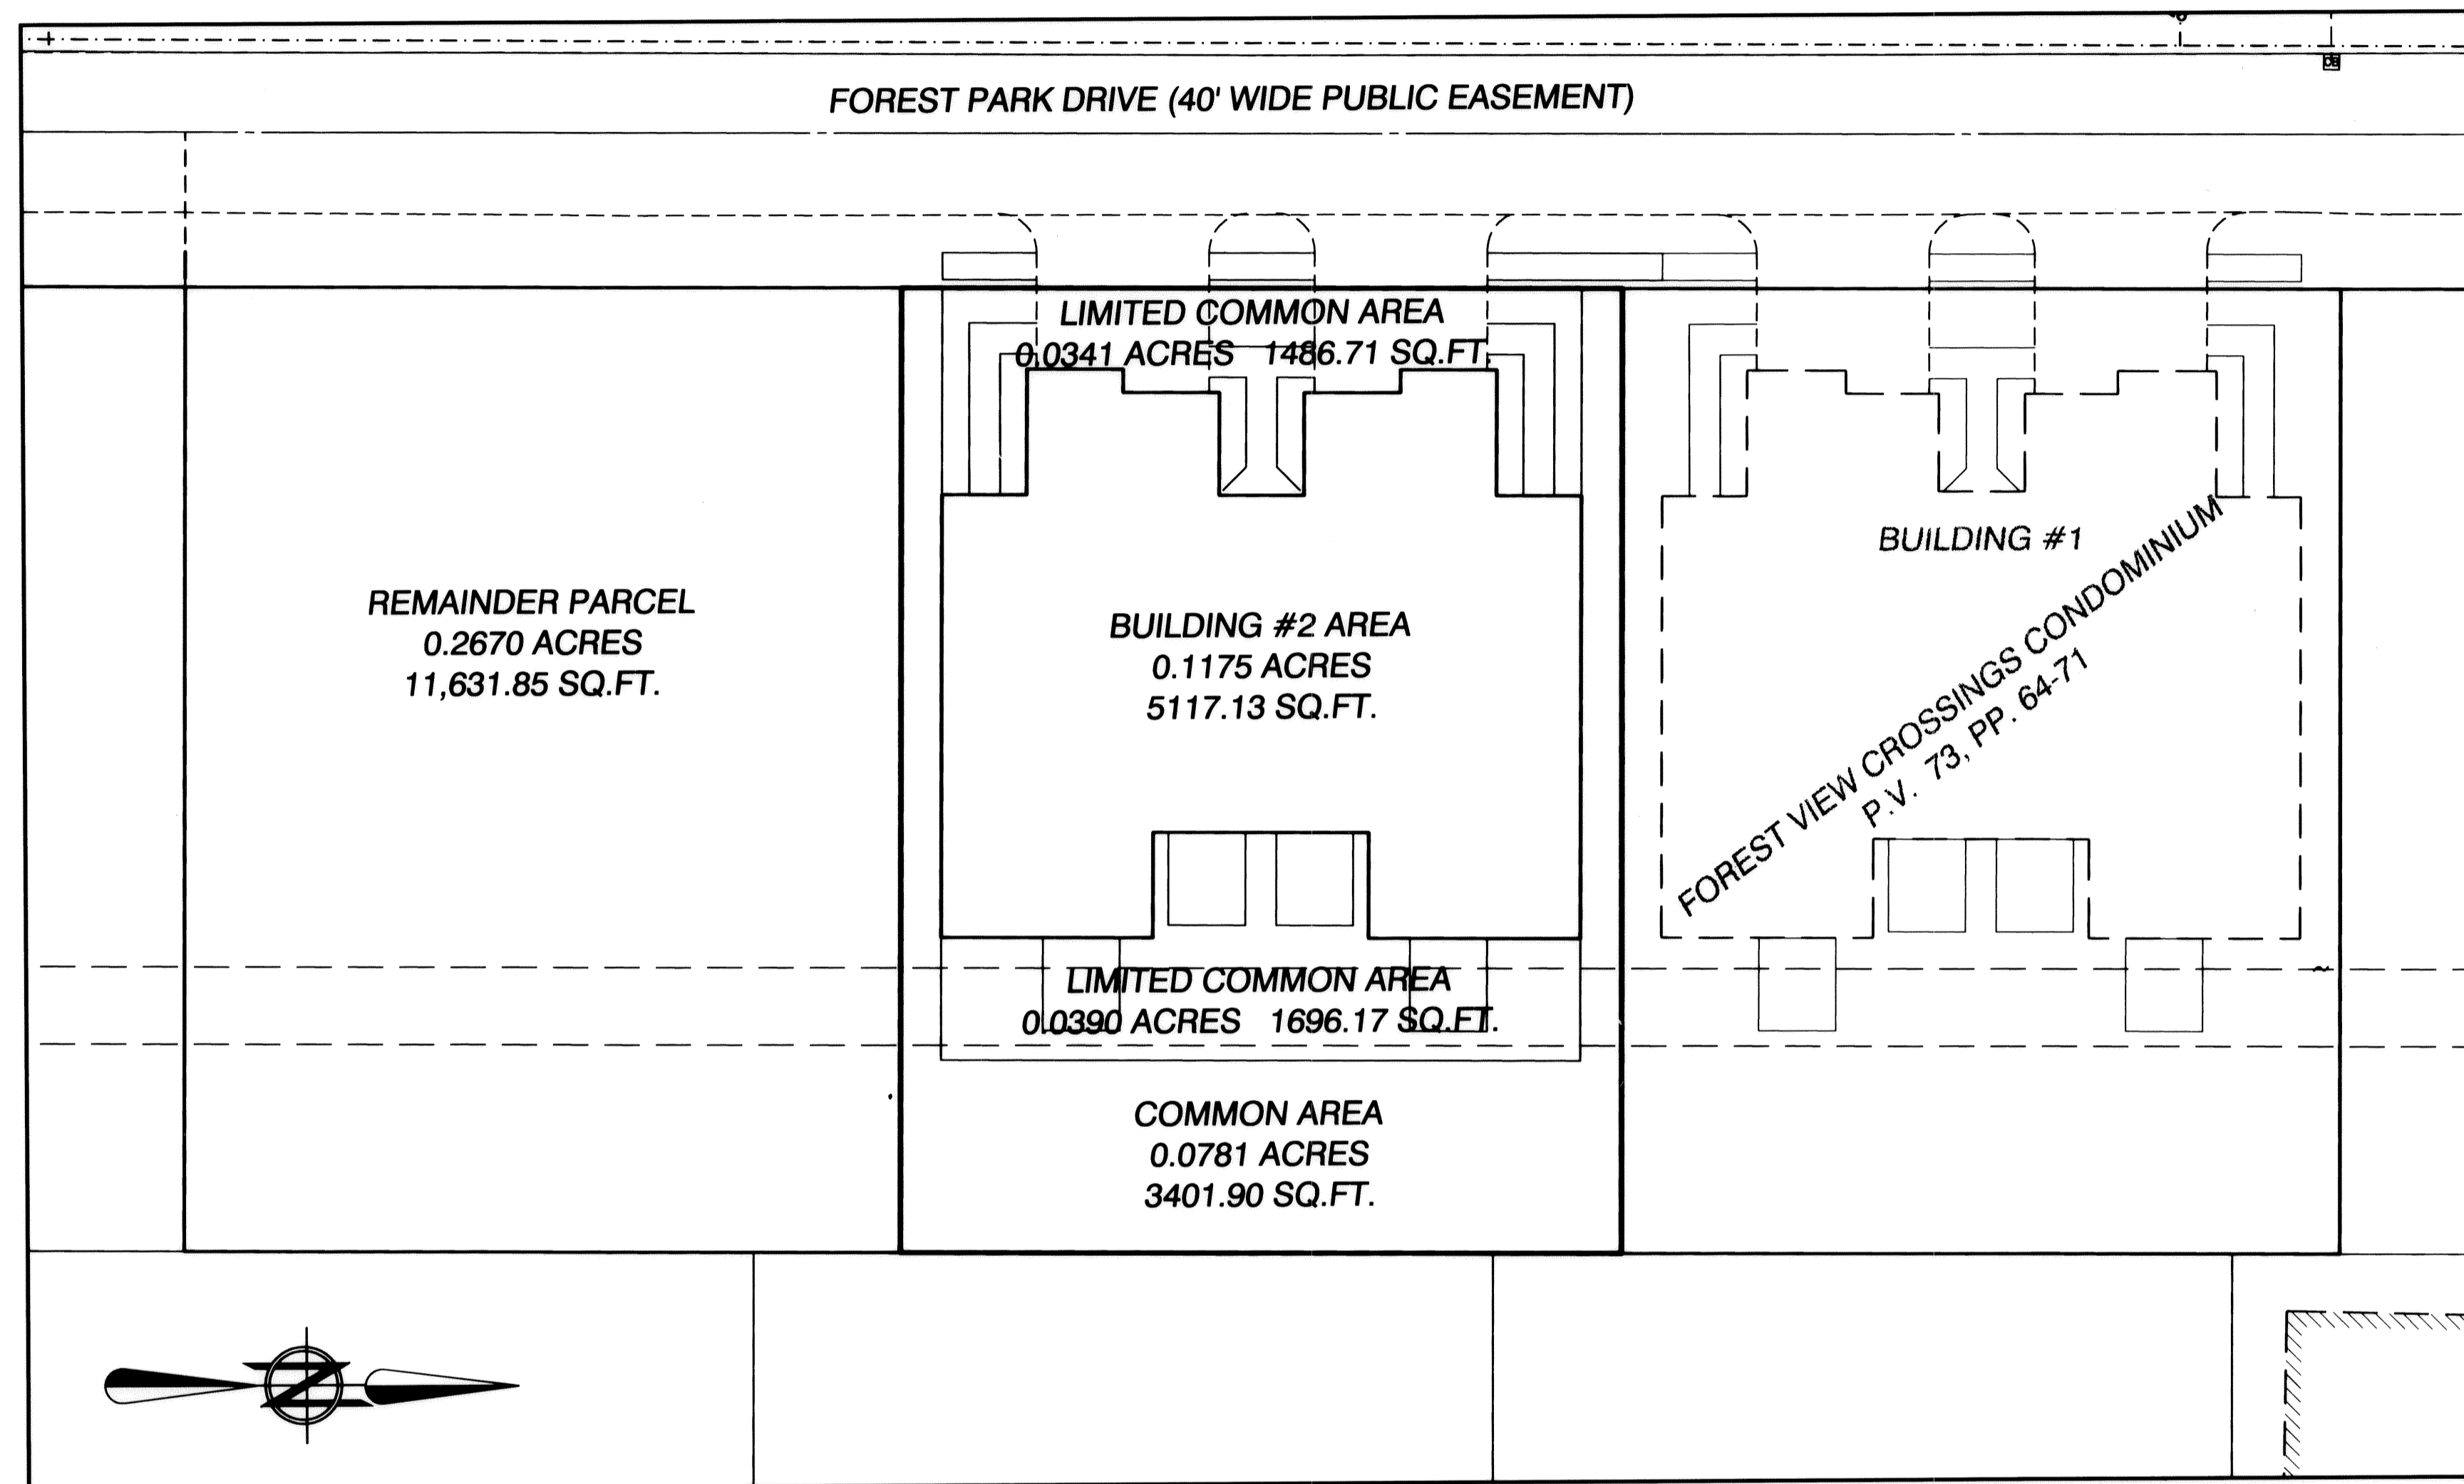 FOREST PARK DRIVE (40' WIDE PUBLIC EASEMENT)
LIMITED COMMON AREA
0.0341 ACRES 1486.71 SQ.FT.
REMAINDER PARCEL
0.2670 ACRES
11,631.85 SQ.FT.
BUILDING #2 AREA
0.1175 ACRES
5117.13 SQ.FT.
BUILDING #1
FOREST VIEW CROSSINGS CONDOMINIUM
P.V. 73, PP. 64-71
LIMITED COMMON AREA
0.0390 ACRES 1696.17 SQ.FT.
COMMON AREA
0.0781 ACRES
3401.90 SQ.FT.